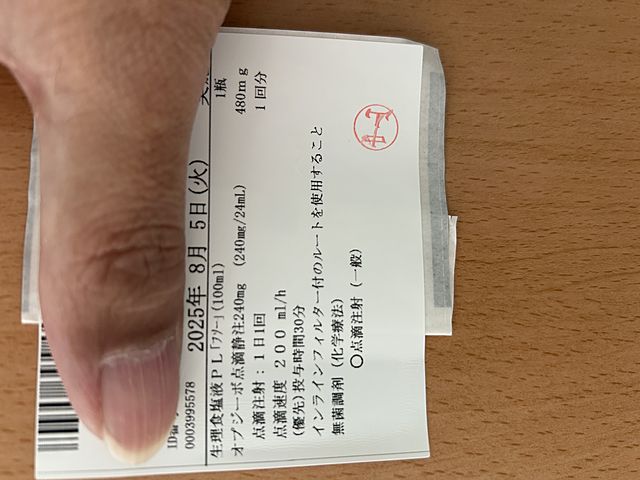 ID番
0003995578
2025年 8月 5日(火)
生理食塩液PL「フソー」(100ml) 1瓶
オプジーボ点滴静注240mg (240mg/24mL) 480mg
点滴注射:1日1回 1回分
点滴速度 200 ml/h
(優先)投与時間30分
インラインフィルター付のルートを使用すること
無菌調剤(化学療法)
〇点滴注射(一般)